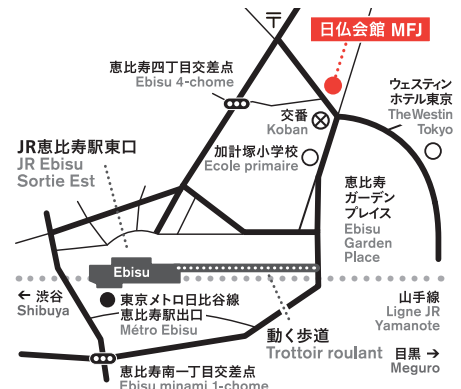 〒
日仏会館 MFJ
恵比寿四丁目交差点
Ebisu 4-chome
交番
Koban
加計塚小学校
Ecole primaire
ウェスティン
ホテル東京
The Westin
Tokyo
JR恵比寿駅東口
JR Ebisu
Sortie Est
恵比寿
ガーデン
プレイス
Ebisu
Garden
Place
Ebisu
← 渋谷
Shibuya
東京メトロ日比谷線
恵比寿駅出口
Métro Ebisu
動く歩道
Trottoir roulant
山手線
Ligne JR
Yamanote
目黒 →
Meguro
恵比寿南一丁目交差点
Ebisu minami 1-chome